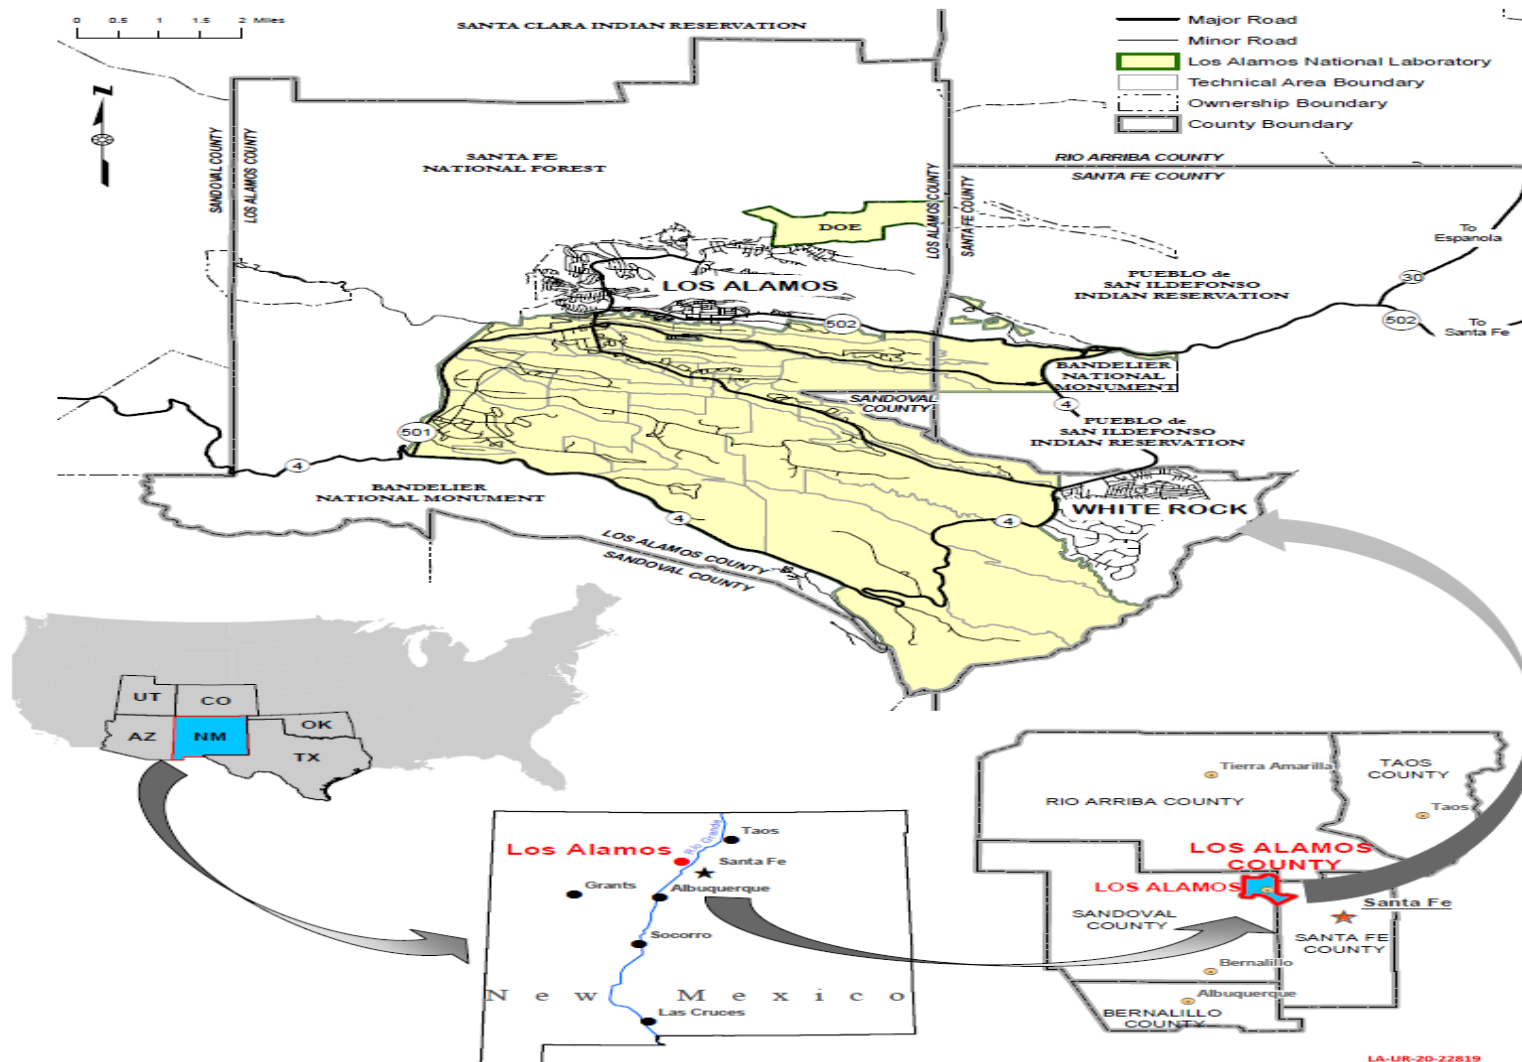 0 0.5 1 1.5 2 Miles
SANTA CLARA INDIAN RESERVATION
Major Road
Minor Road
Los Alamos National Laboratory
Technical Area Boundary
Ownership Boundary
County Boundary
N
SANDOVAL COUNTY
LOS ALAMOS COUNTY
SANTA FE
NATIONAL FOREST
LOS ALAMOS COUNTY
SANTA FE COUNTY
RIO ARRIBA COUNTY
SANTA FE COUNTY
DOE
To
Espanola
PUEBLO de
SAN ILDEFONSO
INDIAN RESERVATION
30
LOS ALAMOS
502
502
To
Santa Fe
BANDELIER
NATIONAL
MONUMENT
SANDOVAL
COUNTY
4
PUEBLO de
SAN ILDEFONSO
INDIAN RESERVATION
501
4
BANDELIER
NATIONAL MONUMENT
4
4
WHITE ROCK
LOS ALAMOS COUNTY
SANDOVAL COUNTY
UT
CO
AZ
NM
OK
TX
Los Alamos
Rio Grande
Taos
Santa Fe
Grants
Albuquerque
Socorro
New Mexico
Las Cruces
Tierra Amarilla
TAOS
COUNTY
RIO ARRIBA COUNTY
Taos
LOS ALAMOS
COUNTY
LOS ALAMOS
Santa Fe
SANDOVAL
COUNTY
SANTA FE
COUNTY
Bernalillo
Albuquerque
BERNALILLO
COUNTY
LA-UR-20-22819